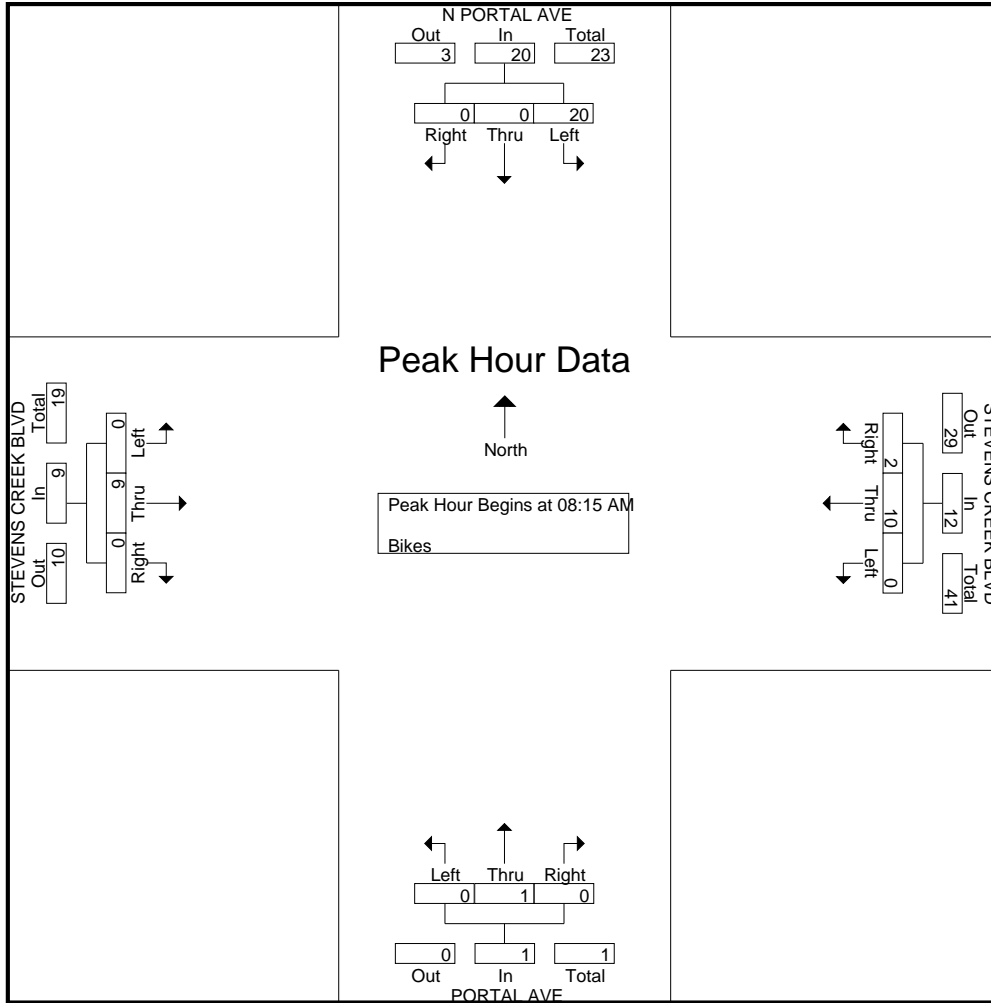 N PORTAL AVE
Out In Total
3 20 23
0 0 20
Right Thru Left
Peak Hour Data
North
Peak Hour Begins at 08:15 AM
Bikes
STEVENS CREEK BLVD
Total In Out
19 9 10
0 9 0
Left Thru Right
Right Thru Left
2 10 0
29 12 41
Out In Total
STEVENS CREEK BLVD
Left Thru Right
0 1 0
0 1 1
Out In Total
PORTAL AVE